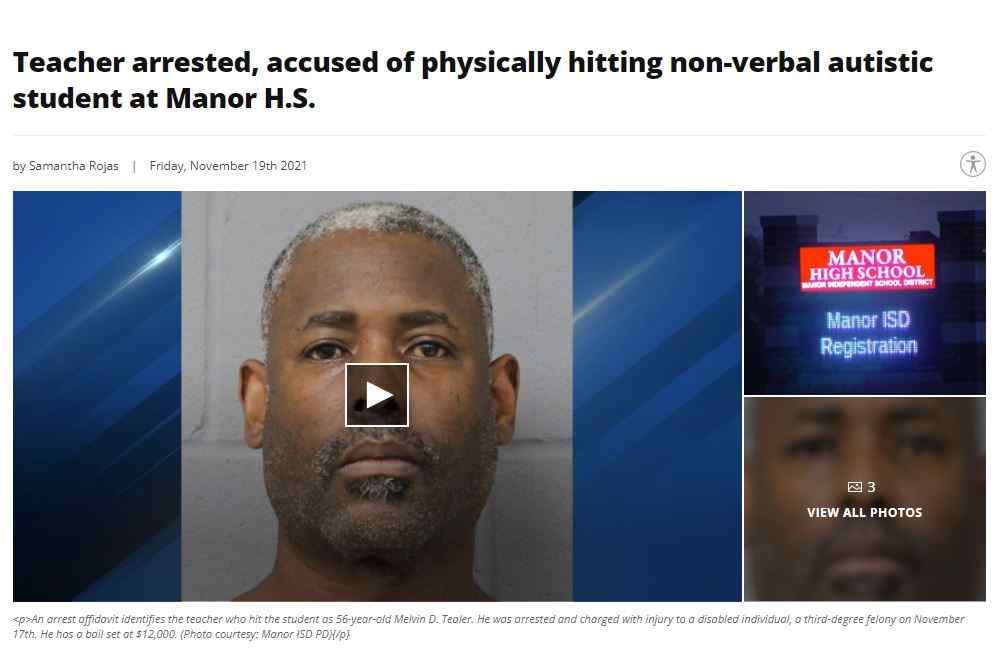 Teacher arrested, accused of physically hitting non-verbal autistic
student at Manor H.S.
by Samantha Rojas | Friday, November 19th 2021
MANOR
HIGH SCHOOL
MANOR INDEPENDENT SCHOOL DISTRICT
Manor ISD
Registration
3
VIEW ALL PHOTOS
<p>An arrest affidavit identifies the teacher who hit the student as 56-year-old Melvin D. Tealer. He was arrested and charged with injury to a disabled individual, a third-degree felony on November
17th. He has a bail set at $12,000. (Photo courtesy: Manor ISD PD){/p}